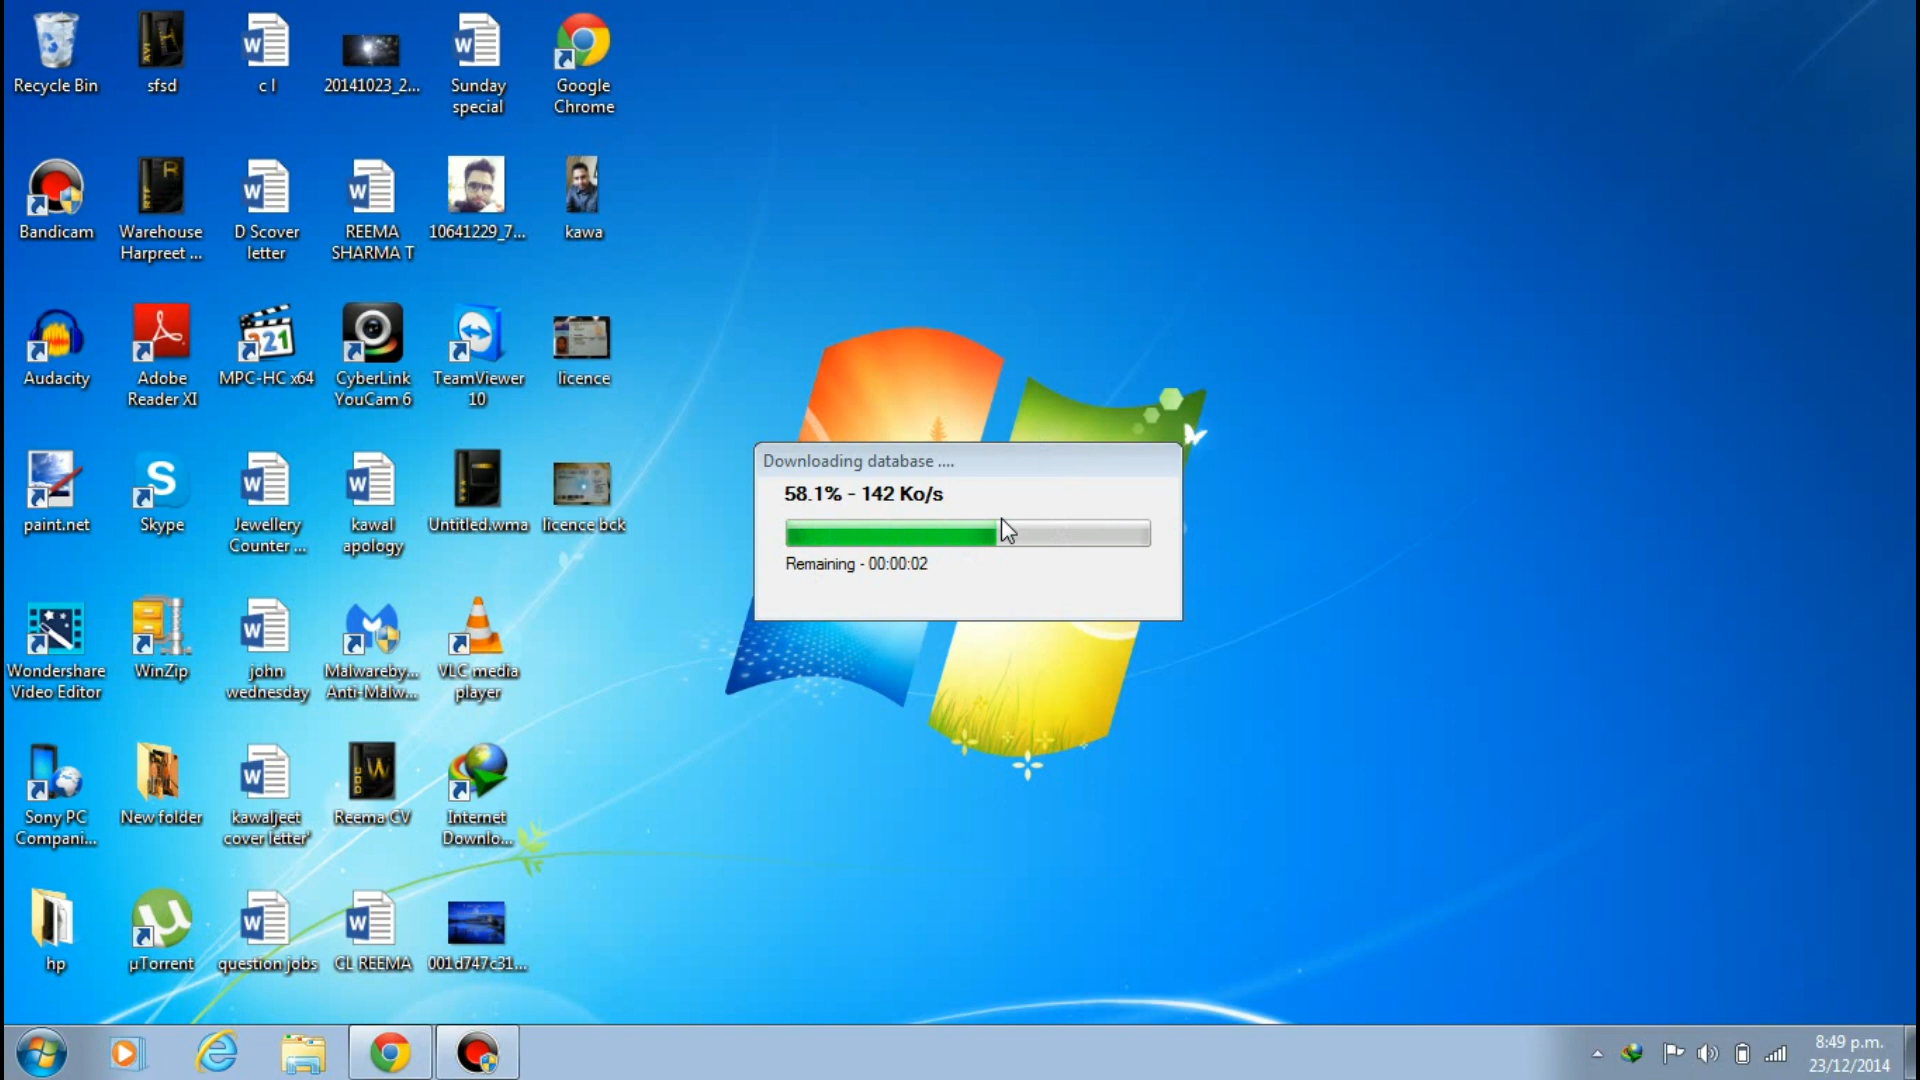 Recycle Bin
sfsd
c l
20141023_2...
Sunday
special
Google
Chrome
Bandicam
Warehouse
Harpreet ...
D Scover
letter
REEMA
SHARMA T
10641229_7...
kawa
Audacity
Adobe
Reader XI
MPC-HC x64
CyberLink
YouCam 6
TeamViewer
10
licence
paint.net
Skype
Jewellery
Counter ...
kawal
apology
Untitled.wma
licence bck
Wondershare
Video Editor
WinZip
john
wednesday
Malwareby...
Anti-Malw...
VLC media
player
Sony PC
Compani...
New folder
kawaljeet
cover letter'
Reema CV
Internet
Downlo...
hp
µTorrent
question jobs
CL REEMA
001d747c31...
Downloading database ....
58.1% - 142 Ko/s
Remaining - 00:00:02
8:49 p.m.
23/12/2014